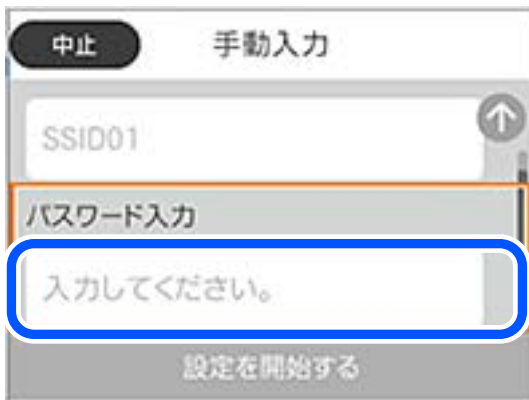 中止
手動入力
SSID01
パスワード入力
入力してください。
設定を開始する